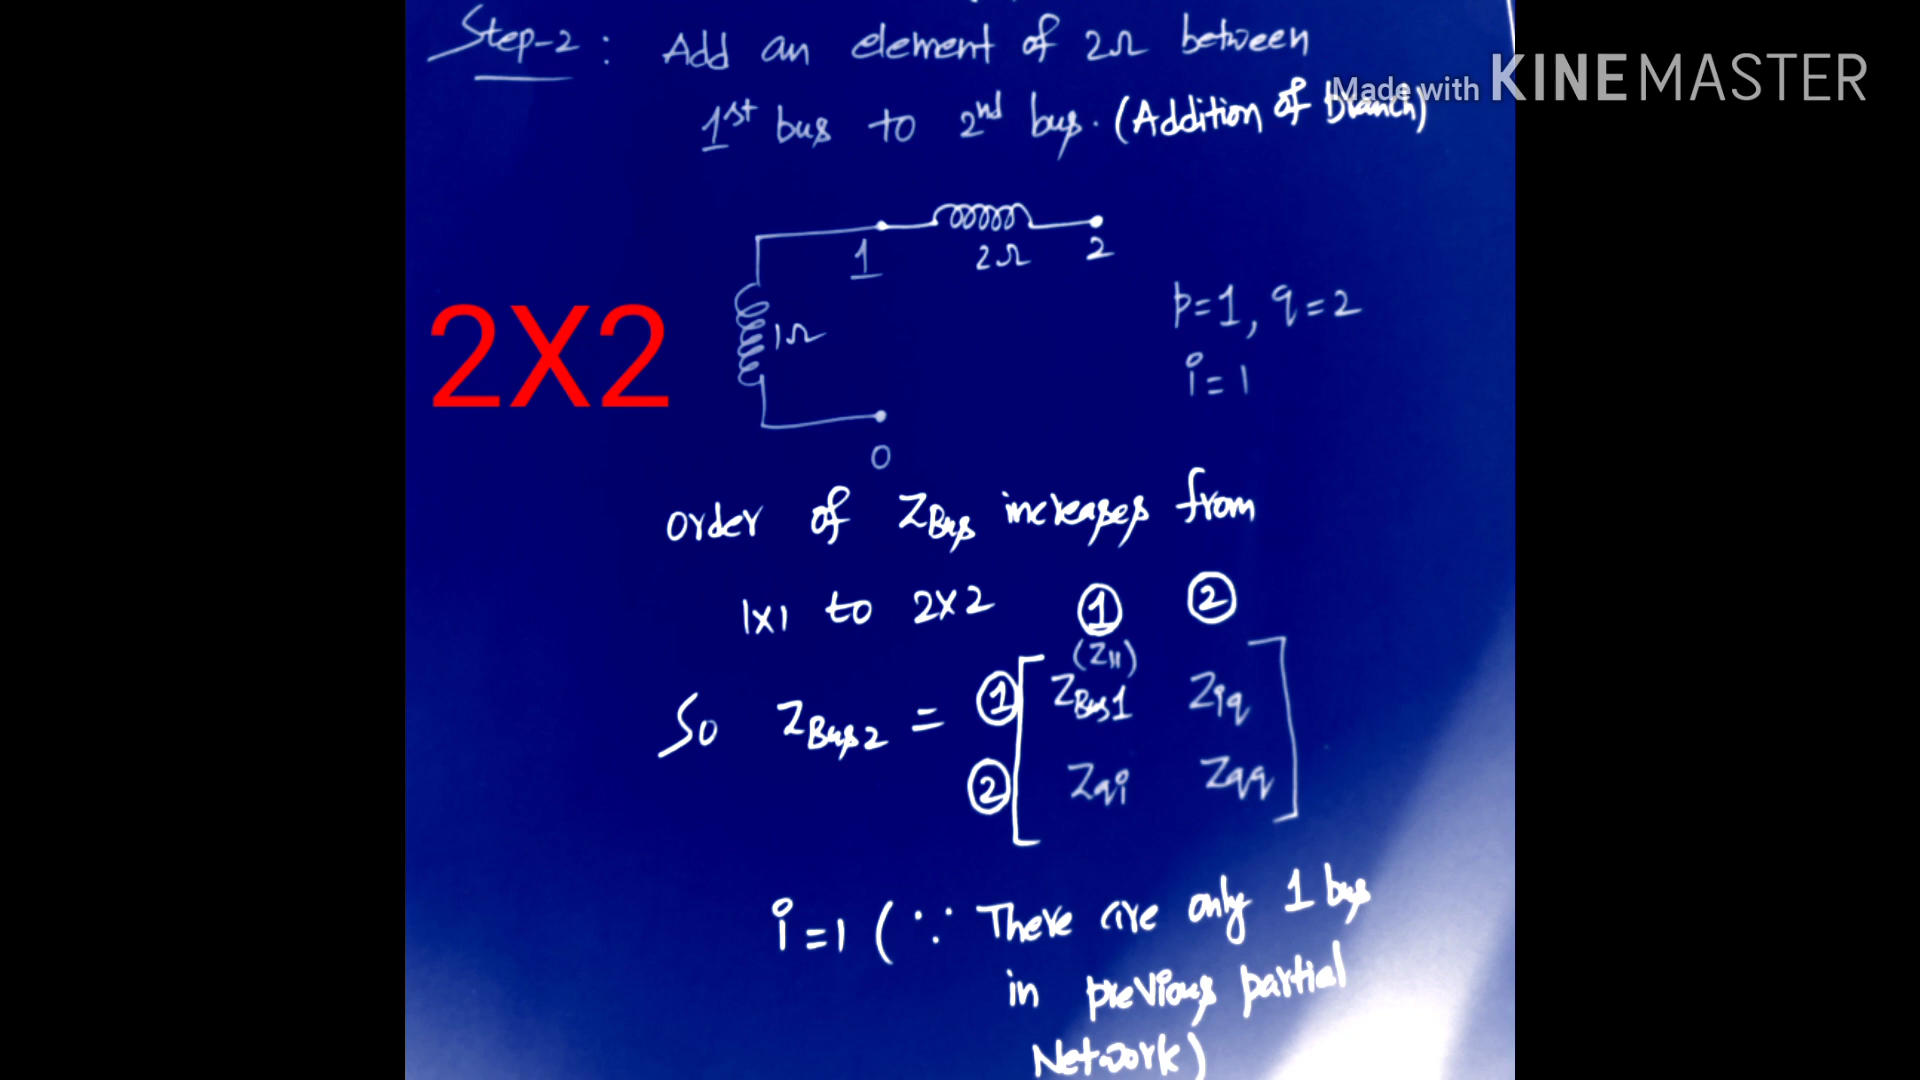 Step-2 : Add an element of 2Ω between
Made with KINEMASTER
1st bus to 2nd bus. (Addition of branch)
1 2Ω 2
p=1, q=2
2X2
1Ω
i=1
0
order of ZBus increases from
1x1 to 2x2 ① ②
(Z11)
So ZBus2 = ① ZBus1 Ziq
② Zqi Zqq
i=1 (∵ There are only 1 bus
in previous partial
Network)